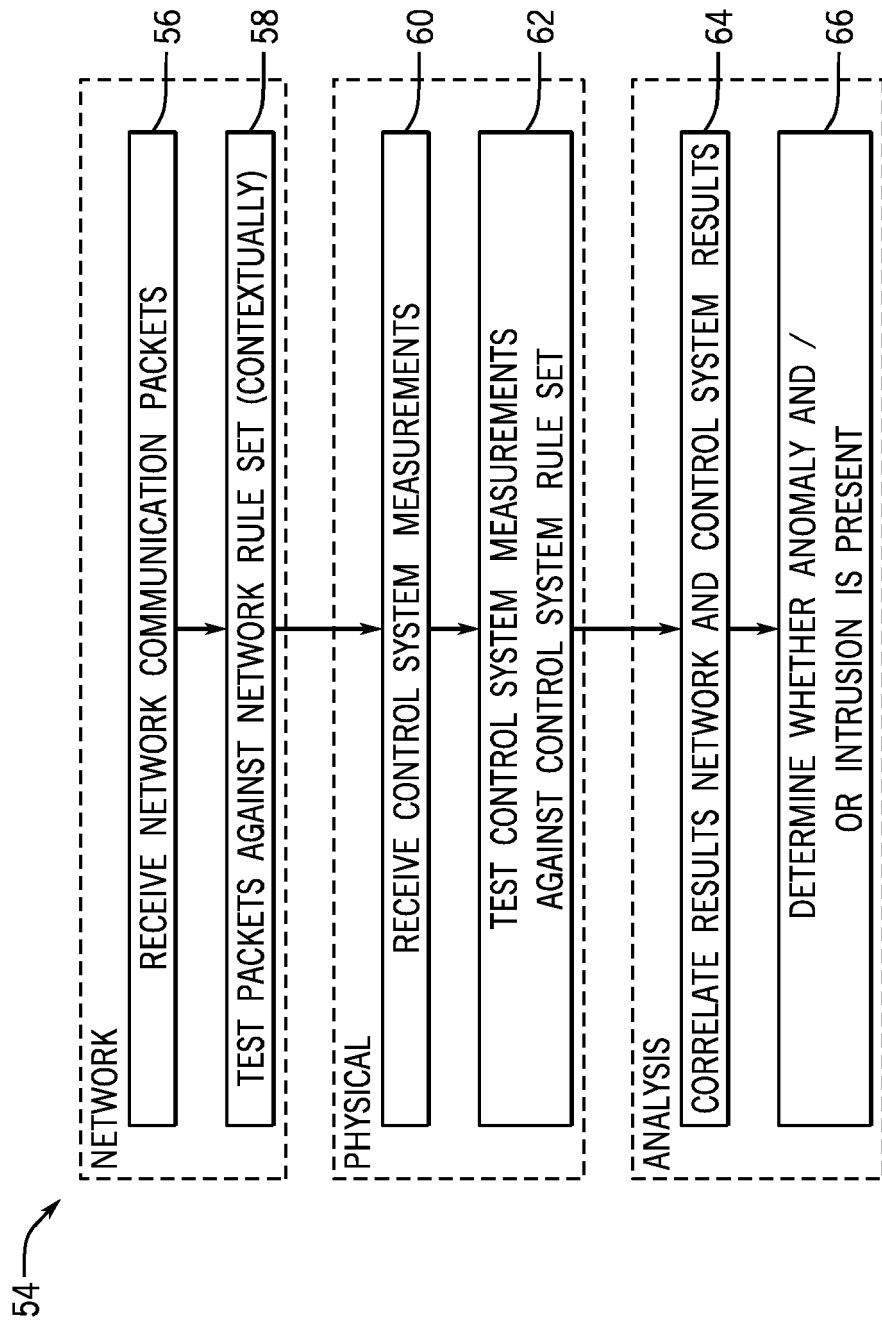 54
NETWORK
RECEIVE NETWORK COMMUNICATION PACKETS
56
TEST PACKETS AGAINST NETWORK RULE SET (CONTEXTUALLY)
58
PHYSICAL
RECEIVE CONTROL SYSTEM MEASUREMENTS
60
TEST CONTROL SYSTEM MEASUREMENTS
AGAINST CONTROL SYSTEM RULE SET
62
ANALYSIS
CORRELATE RESULTS NETWORK AND CONTROL SYSTEM RESULTS
64
DETERMINE WHETHER ANOMALY AND /
OR INTRUSION IS PRESENT
66